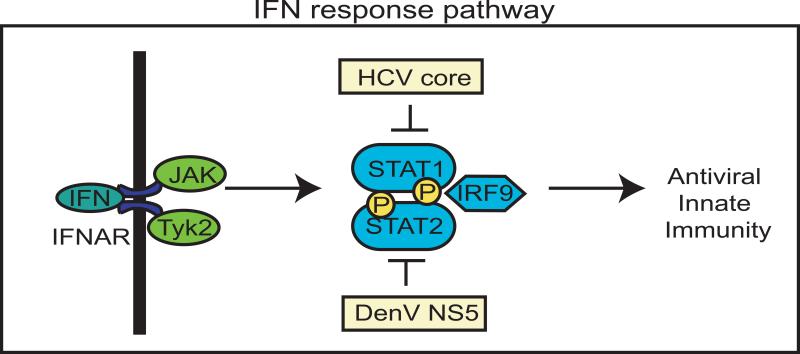 IFN response pathway
HCV core
JAK
IFN
IFNAR
Tyk2
STAT1
P
P
IRF9
STAT2
DenV NS5
Antiviral
Innate
Immunity